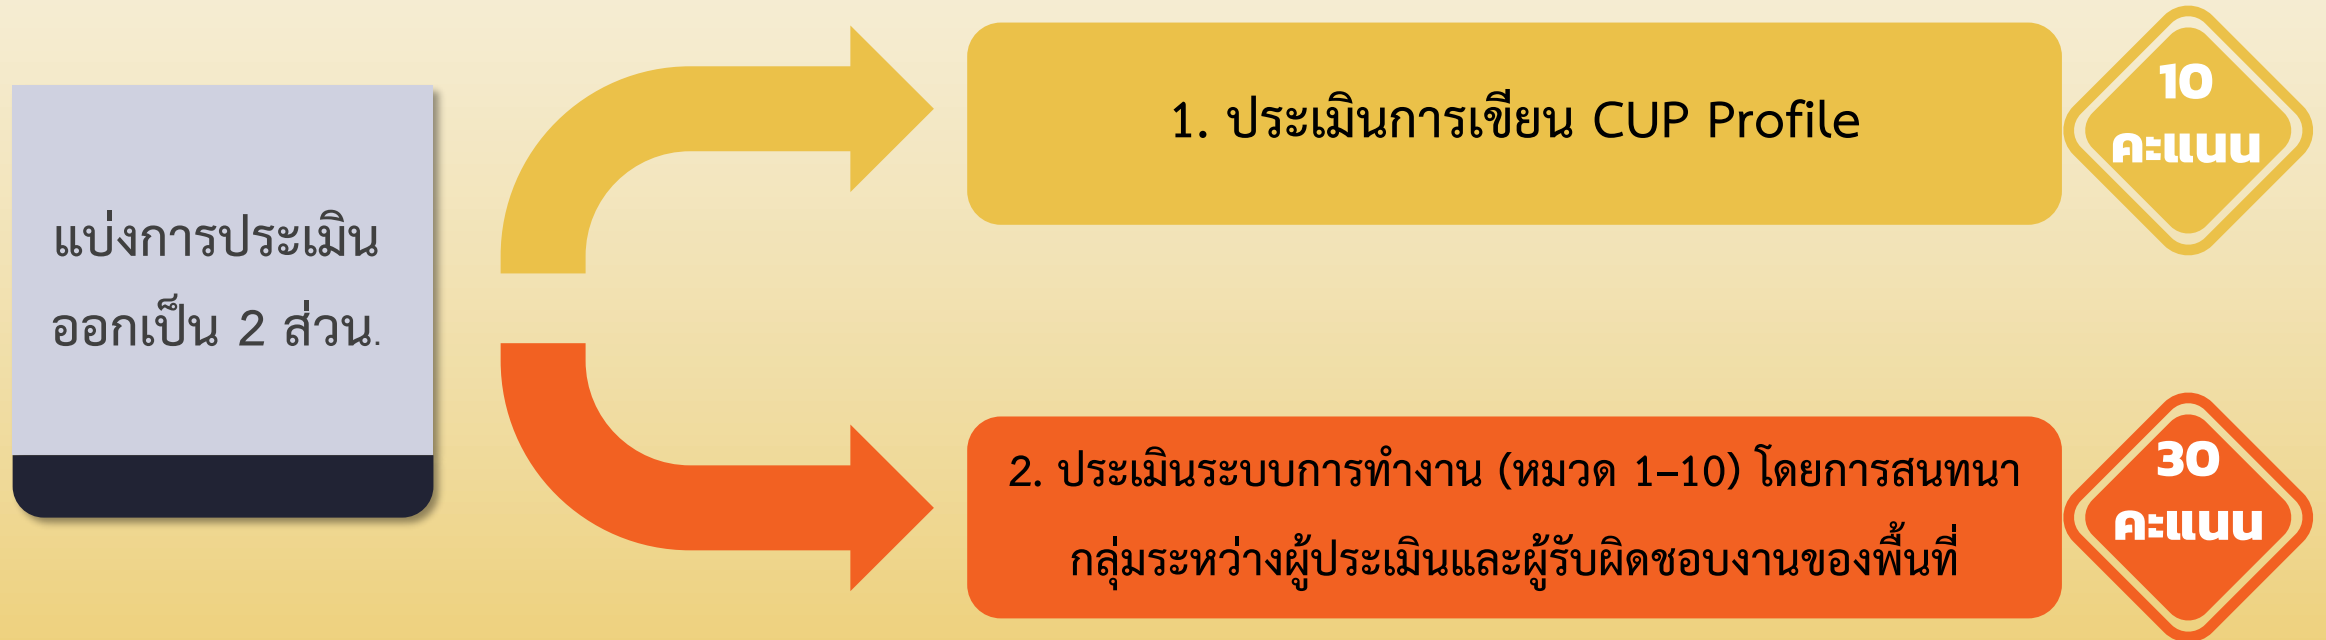 แบ่งการประเมิน
ออกเป็น 2 ส่วน.
1. ประเมินการเขียน CUP Profile
10
คะแนน
2. ประเมินระบบการทำงาน (หมวด 1–10) โดยการสนทนา
กลุ่มระหว่างผู้ประเมินและผู้รับผิดชอบงานของพื้นที่
30
คะแนน